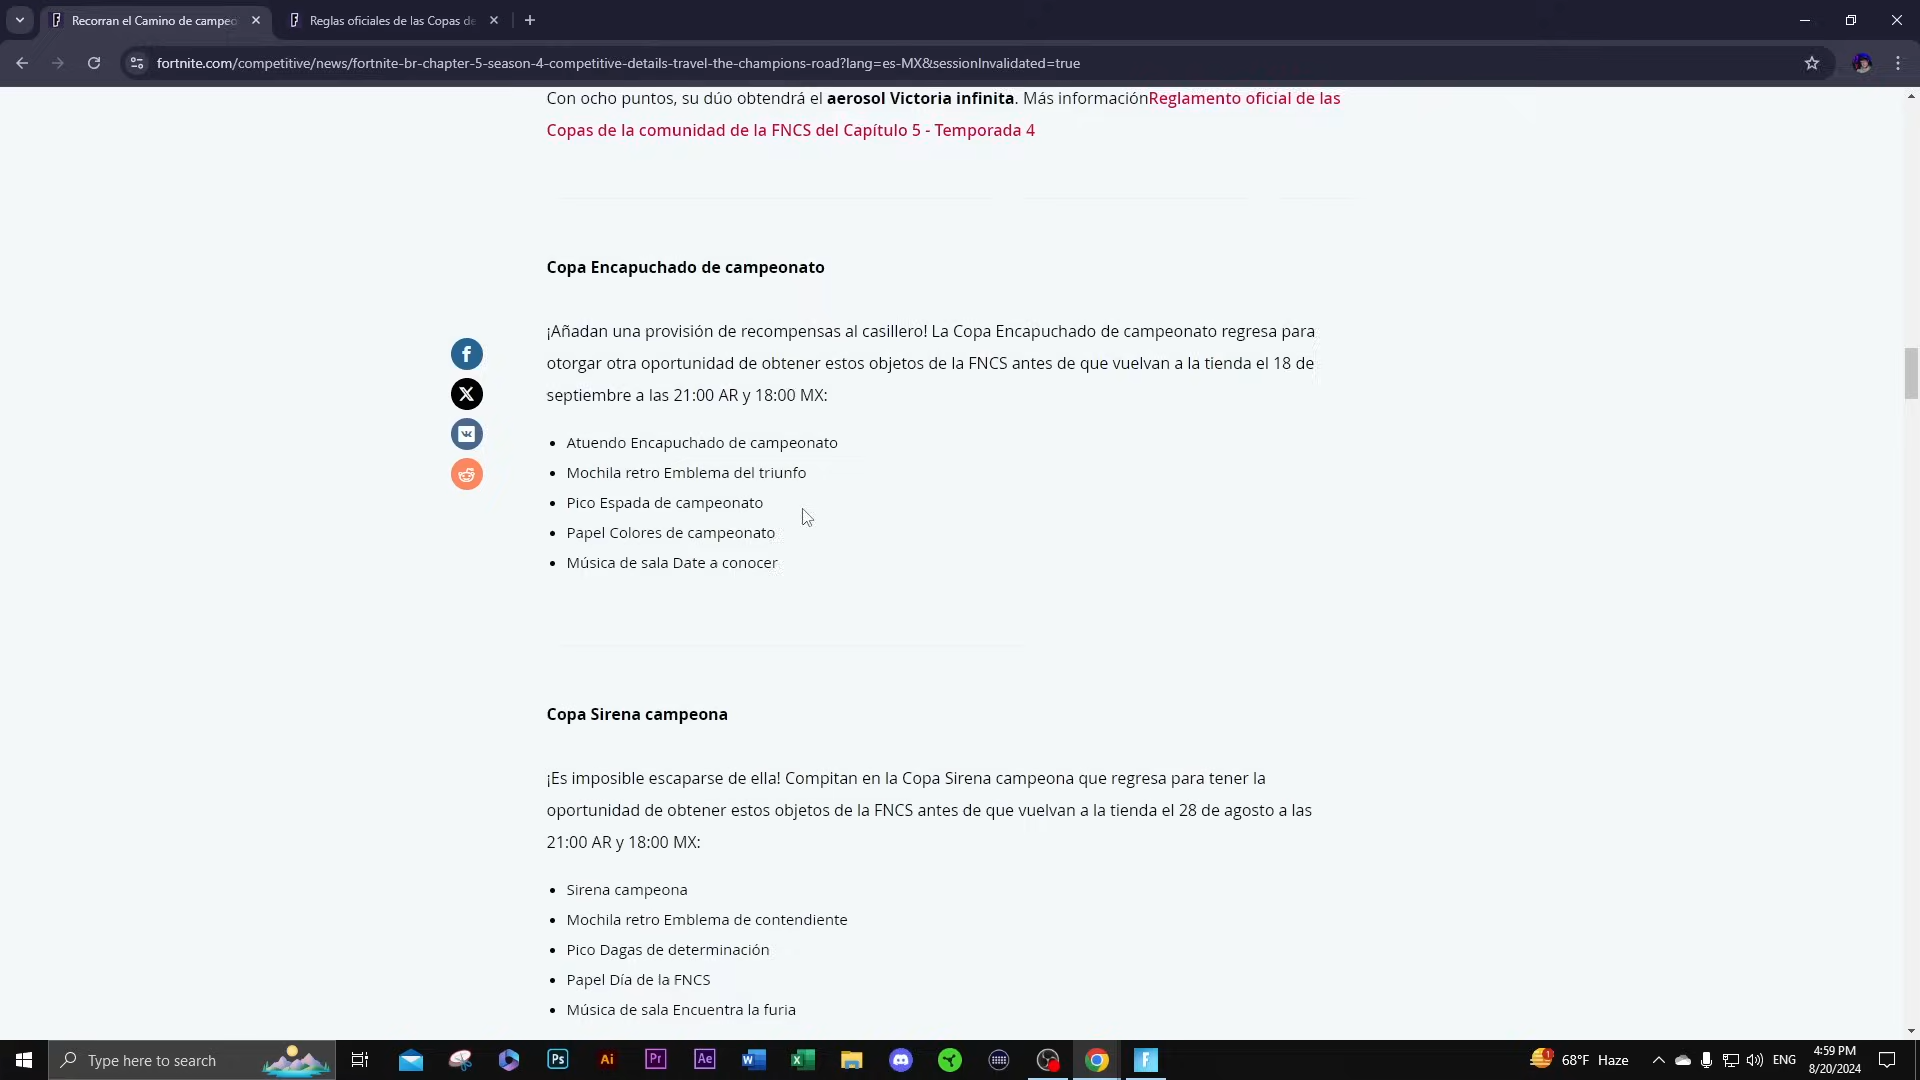 Recorran el Camino de campeo
Reglas oficiales de las Copas de
fortnite.com/competitive/news/fortnite-br-chapter-5-season-4-competitive-details-travel-the-champions-road?lang=es-MX&sessionInvalidated=true
Con ocho puntos, su dúo obtendrá el aerosol Victoria infinita. Más informaciónReglamento oficial de las
Copas de la comunidad de la FNCS del Capítulo 5 - Temporada 4
Copa Encapuchado de campeonato
¡Añadan una provisión de recompensas al casillero! La Copa Encapuchado de campeonato regresa para
otorgar otra oportunidad de obtener estos objetos de la FNCS antes de que vuelvan a la tienda el 18 de
septiembre a las 21:00 AR y 18:00 MX:
• Atuendo Encapuchado de campeonato
• Mochila retro Emblema del triunfo
• Pico Espada de campeonato
• Papel Colores de campeonato
• Música de sala Date a conocer
Copa Sirena campeona
¡Es imposible escaparse de ella! Compitan en la Copa Sirena campeona que regresa para tener la
oportunidad de obtener estos objetos de la FNCS antes de que vuelvan a la tienda el 28 de agosto a las
21:00 AR y 18:00 MX:
• Sirena campeona
• Mochila retro Emblema de contendiente
• Pico Dagas de determinación
• Papel Día de la FNCS
• Música de sala Encuentra la furia
Type here to search
Ps
Ai
Pr
Ae
1
68°F Haze
ENG
4:59 PM
8/20/2024